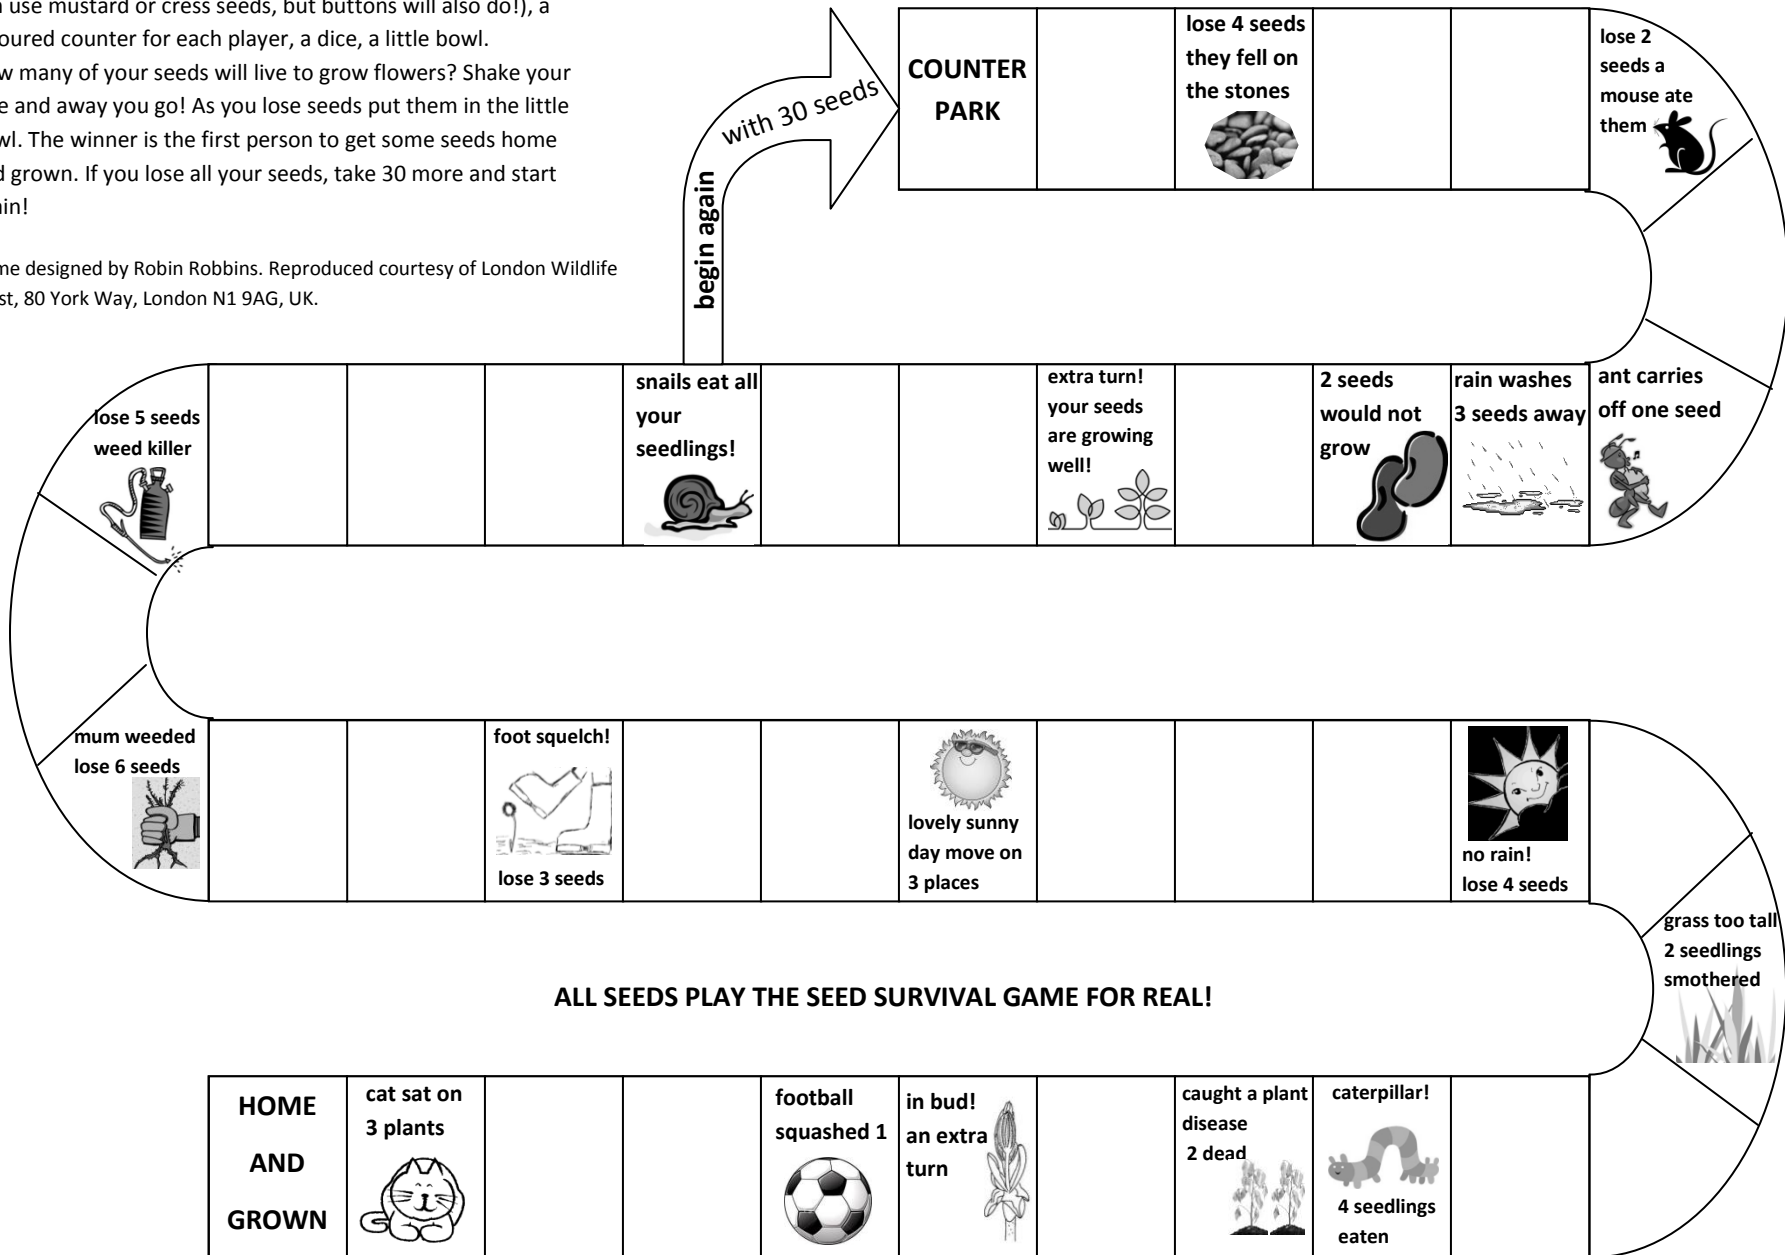 use mustard or cress seeds, but buttons will also do!), a
counter for each player, a dice, a little bowl.
many of your seeds will live to grow flowers? Shake your
and away you go! As you lose seeds put them in the little
The winner is the first person to get some seeds home
grown. If you lose all your seeds, take 30 more and start
designed by Robin Robbins. Reproduced courtesy of London Wildlife
80 York Way, London N1 9AG, UK.
begin again
with 30 seeds
COUNTER
PARK
lose 4 seeds
they fell on
the stones
lose 2
seeds a
mouse ate
them
ant carries
off one seed
rain washes
3 seeds away
2 seeds
would not
grow
extra turn!
your seeds
are growing
well!
snails eat all
your
seedlings!
lose 5 seeds
weed killer
mum weeded
lose 6 seeds
foot squelch!
lose 3 seeds
lovely sunny
day move on
3 places
no rain!
lose 4 seeds
grass too tall
2 seedlings
smothered
ALL SEEDS PLAY THE SEED SURVIVAL GAME FOR REAL!
caterpillar!
4 seedlings
eaten
caught a plant
disease
2 dead
in bud!
an extra
turn
football
squashed 1
cat sat on
3 plants
HOME
AND
GROWN